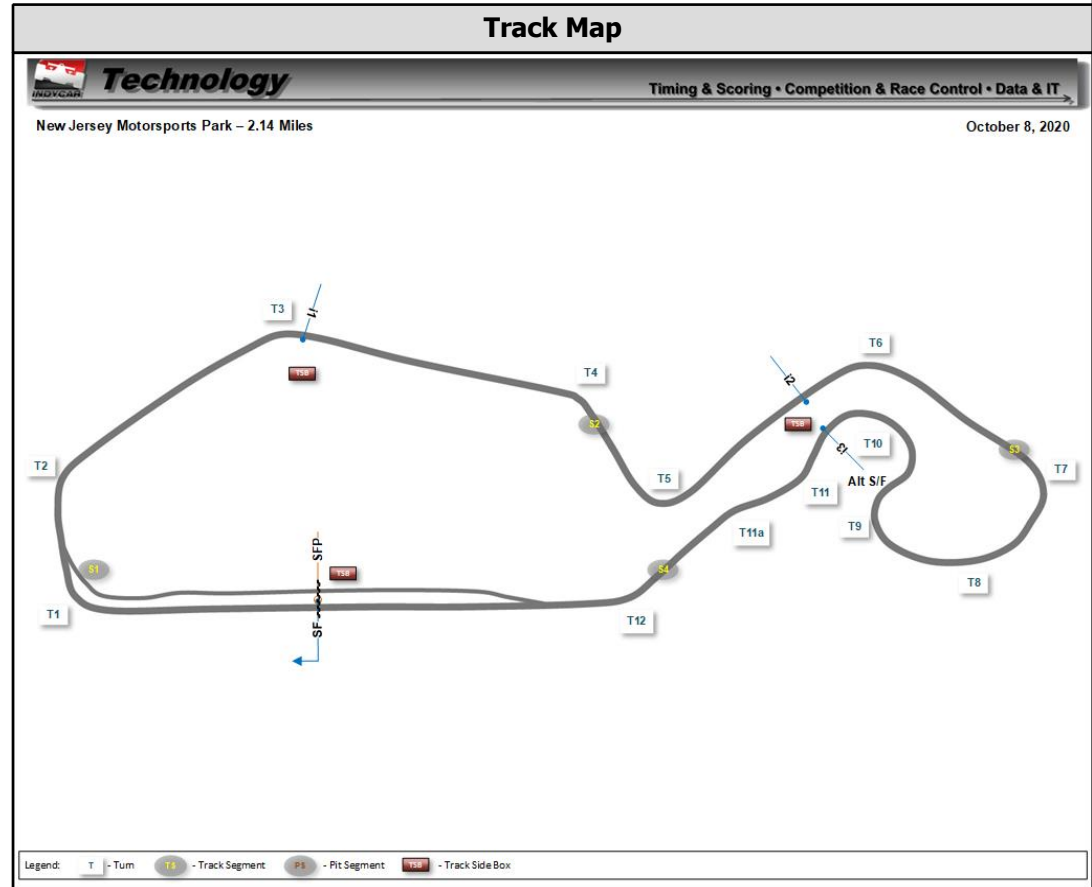 Track Map
INDYCAR
Technology
Timing & Scoring • Competition & Race Control • Data & IT
New Jersey Motorsports Park – 2.14 Miles
October 8, 2020
T3
i1
TSB
T4
S2
i2
T6
TSB
T10
i3
S3
T2
T5
T11
Alt S/F
T7
T11a
T9
SFP
S1
TSB
S4
T8
T1
SF
T12
Legend: T - Turn TS - Track Segment PS - Pit Segment TSB - Track Side Box